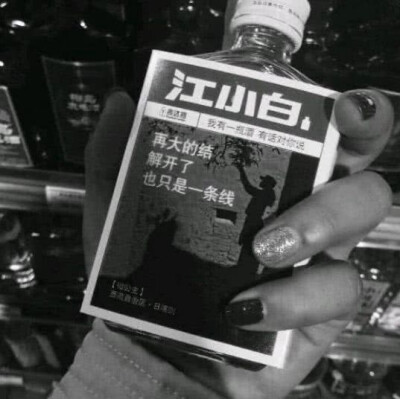 江小白
我有一瓶酒 有话对你说
再大的结
解开了
也只是一条线